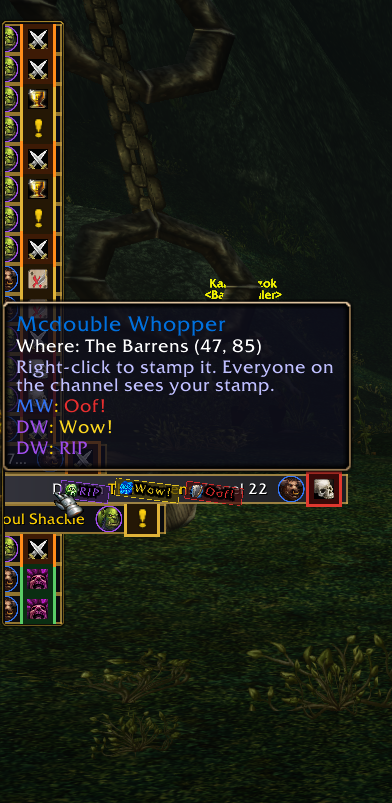 Mcdouble Whopper
Where: The Barrens (47, 85)
Right-click to stamp it. Everyone on
the channel sees your stamp.
MW: Oof!
DW: Wow!
DW: RIP
7...
RIP Wow! Oof! 22
oul Shackle